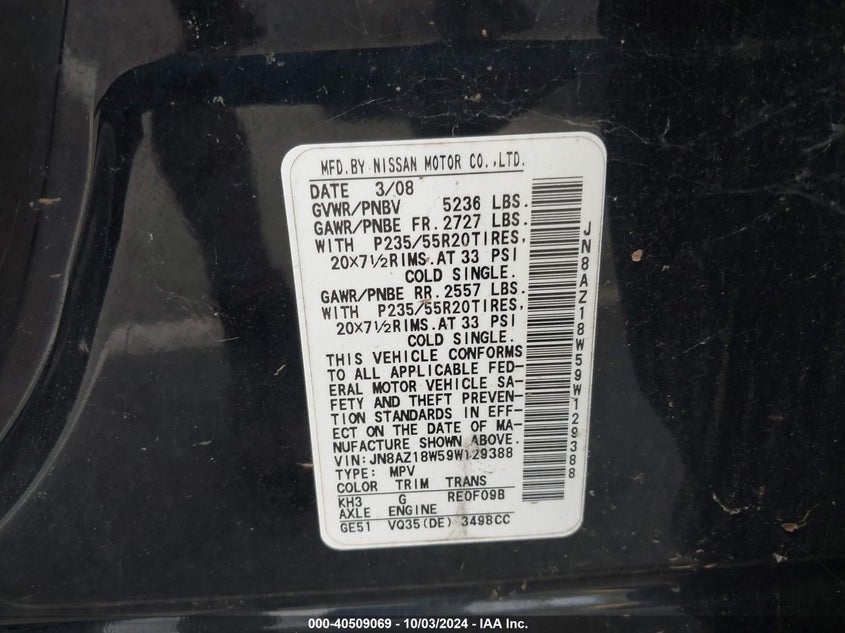 MFD.BY NISSAN MOTOR CO.,LTD.
DATE 3/08
GVWR/PNBV 5236 LBS.
GAWR/PNBE FR.2727 LBS.
WITH P235/55R20TIRES,
20X7½RIMS.AT 33 PSI
COLD SINGLE.
GAWR/PNBE RR.2557 LBS.
WITH P235/55R20TIRES,
20X7½RIMS.AT 33 PSI
COLD SINGLE.
THIS VEHICLE CONFORMS
TO ALL APPLICABLE FED-
ERAL MOTOR VEHICLE SA-
FETY AND THEFT PREVEN-
TION STANDARDS IN EFF-
ECT ON THE DATE OF MA-
NUFACTURE SHOWN ABOVE.
VIN:JN8AZ18W59W129388
TYPE: MPV
COLOR TRIM TRANS
KH3 G RE0F09B
AXLE ENGINE
GE51 VQ35(DE) 3498CC
JN8AZ18W59W129388
000-40509069 - 10/03/2024 - IAA Inc.